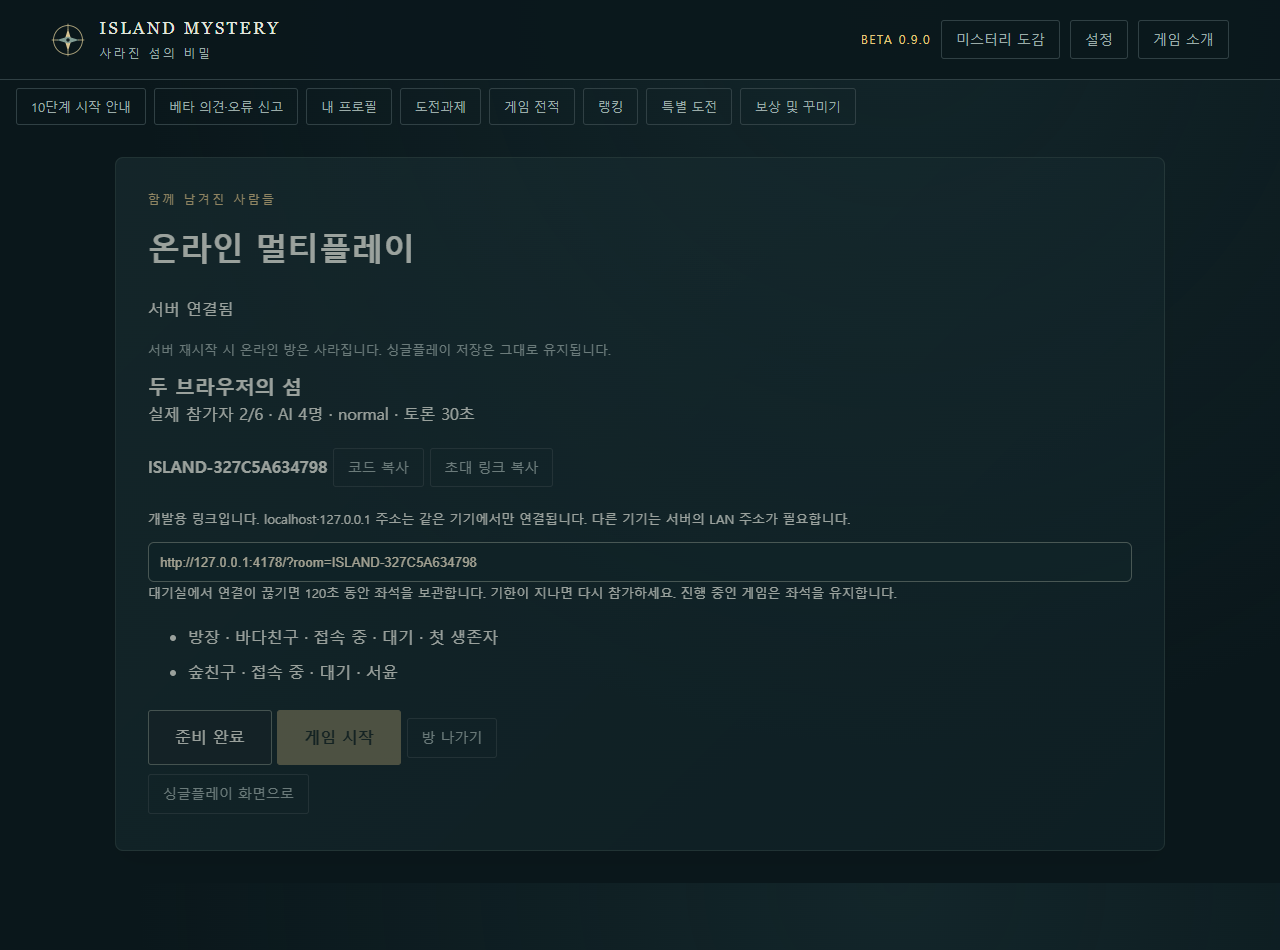 ISLAND MYSTERY
사라진 섬의 비밀
BETA 0.9.0
미스터리 도감
설정
게임 소개
10단계 시작 안내
베타 의견·오류 신고
내 프로필
도전과제
게임 전적
랭킹
특별 도전
보상 및 꾸미기
함께 남겨진 사람들
온라인 멀티플레이
서버 연결됨
서버 재시작 시 온라인 방은 사라집니다. 싱글플레이 저장은 그대로 유지됩니다.
두 브라우저의 섬
실제 참가자 2/6 · AI 4명 · normal · 토론 30초
ISLAND-327C5A634798 코드 복사 초대 링크 복사
개발용 링크입니다. localhost·127.0.0.1 주소는 같은 기기에서만 연결됩니다. 다른 기기는 서버의 LAN 주소가 필요합니다.
http://127.0.0.1:4178/?room=ISLAND-327C5A634798
대기실에서 연결이 끊기면 120초 동안 좌석을 보관합니다. 기한이 지나면 다시 참가하세요. 진행 중인 게임은 좌석을 유지합니다.
• 방장 · 바다친구 · 접속 중 · 대기 · 첫 생존자
• 숲친구 · 접속 중 · 대기 · 서윤
준비 완료 게임 시작 방 나가기
싱글플레이 화면으로